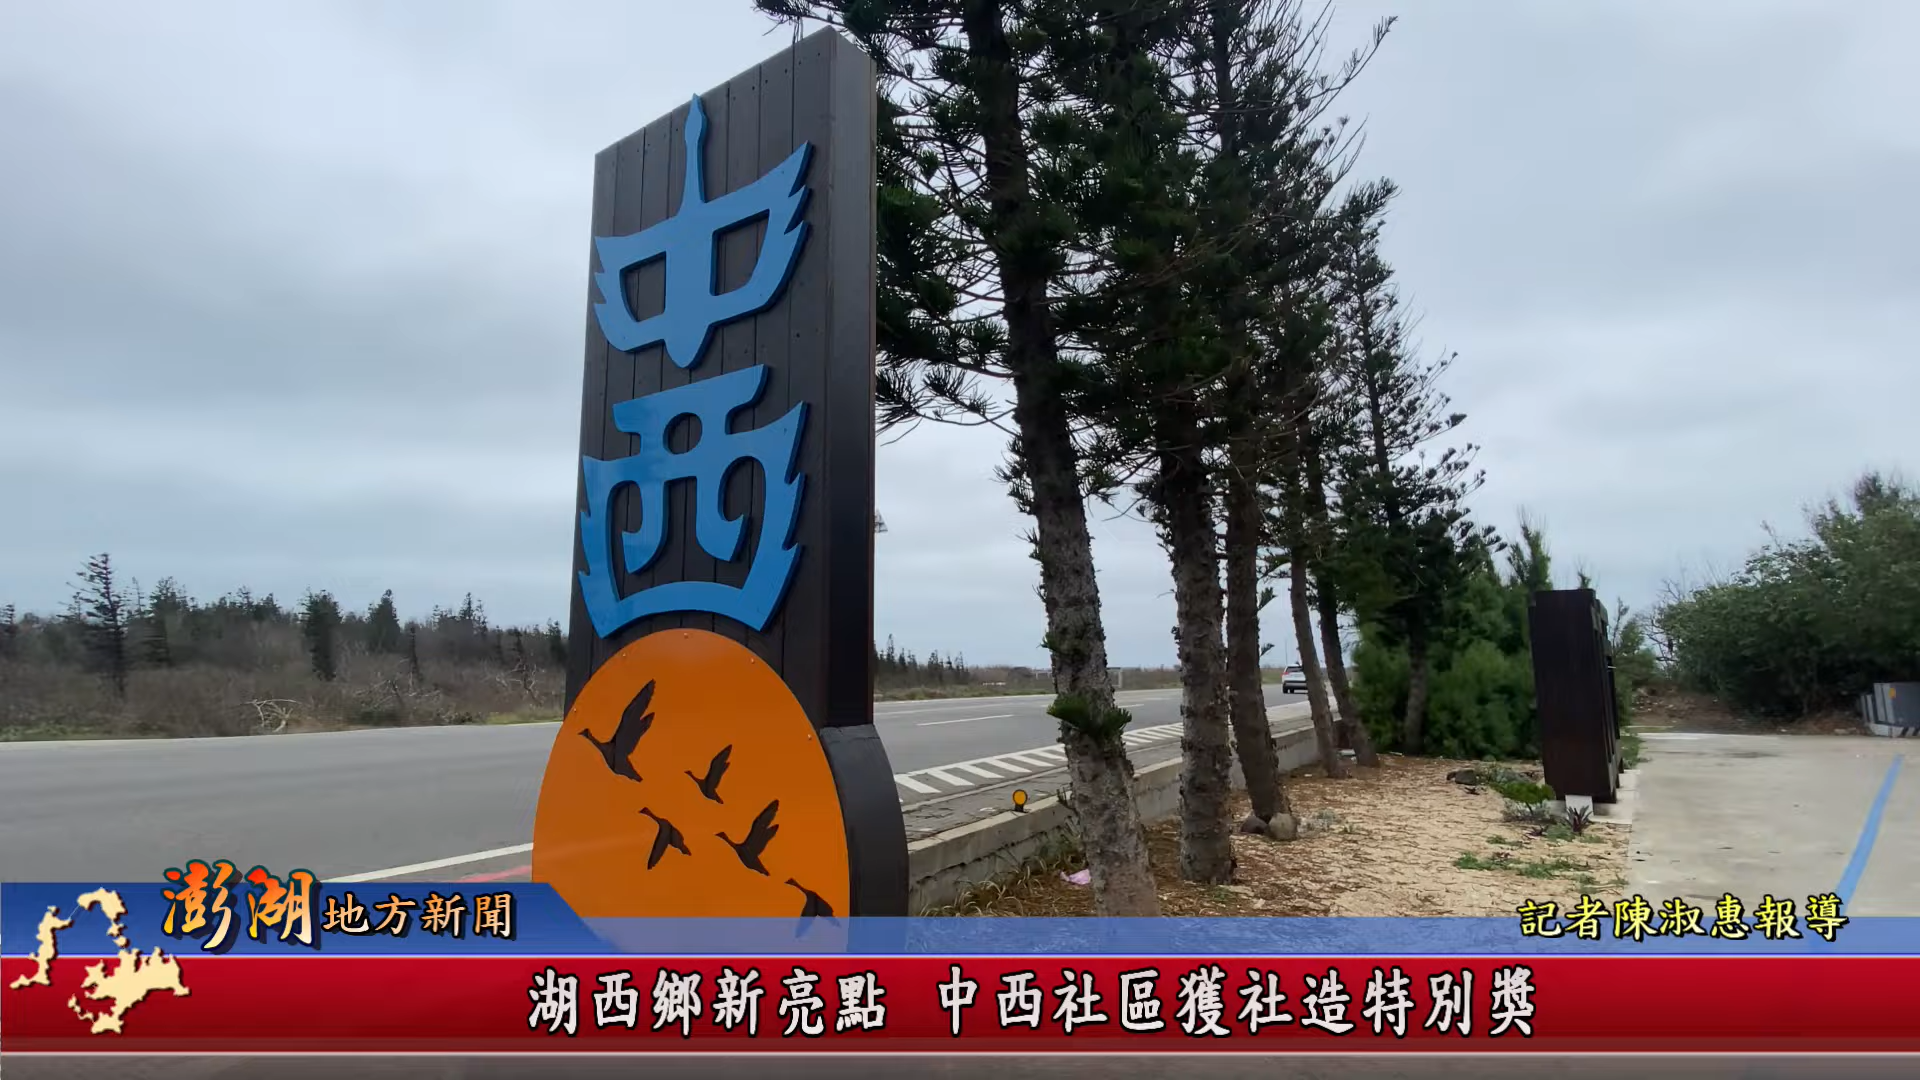 中西
澎湖地方新聞
記者陳淑惠報導
湖西鄉新亮點 中西社區獲社造特別獎